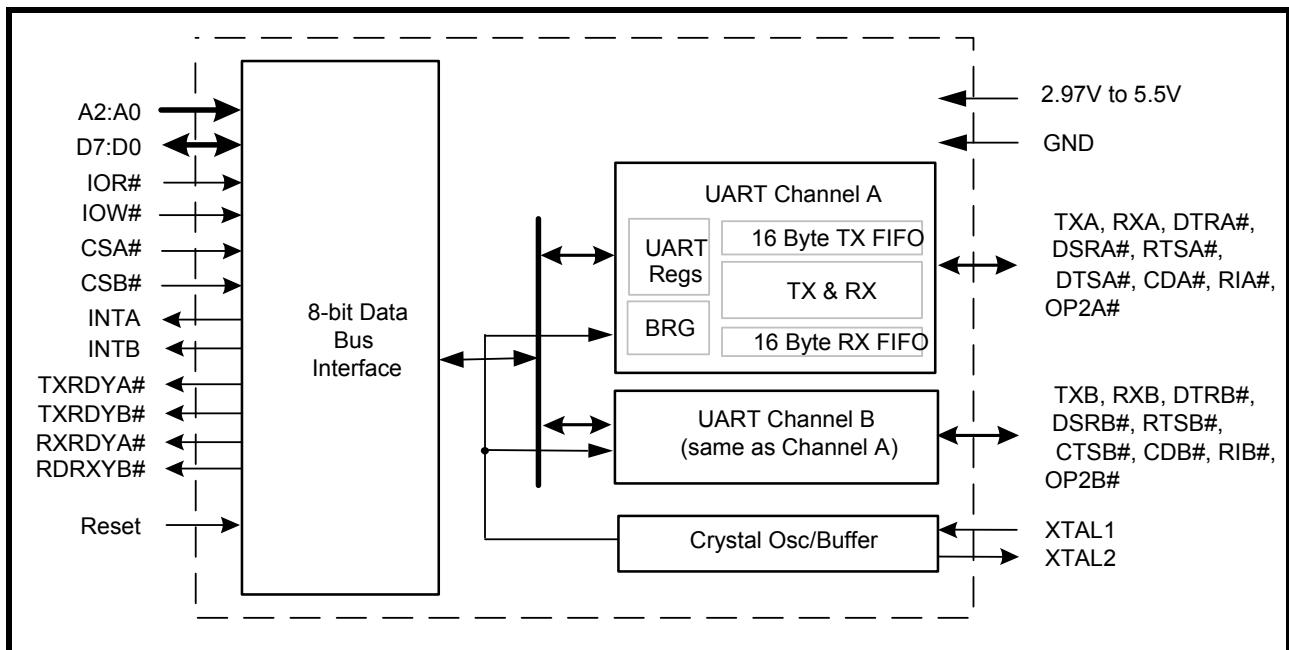 A2:A0
D7:D0
IOR#
IOW#
CSA#
CSB#
INTA
INTB
TXRDYA#
TXRDYB#
RXRDYA#
RDRXYB#
Reset
8-bit Data
Bus
Interface
UART Channel A
UART
Regs
BRG
16 Byte TX FIFO
TX & RX
16 Byte RX FIFO
UART Channel B
(same as Channel A)
Crystal Osc/Buffer
2.97V to 5.5V
GND
TXA, RXA, DTRA#,
DSRA#, RTSA#,
DTSA#, CDA#, RIA#,
OP2A#
TXB, RXB, DTRB#,
DSRB#, RTSB#,
CTSB#, CDB#, RIB#,
OP2B#
XTAL1
XTAL2